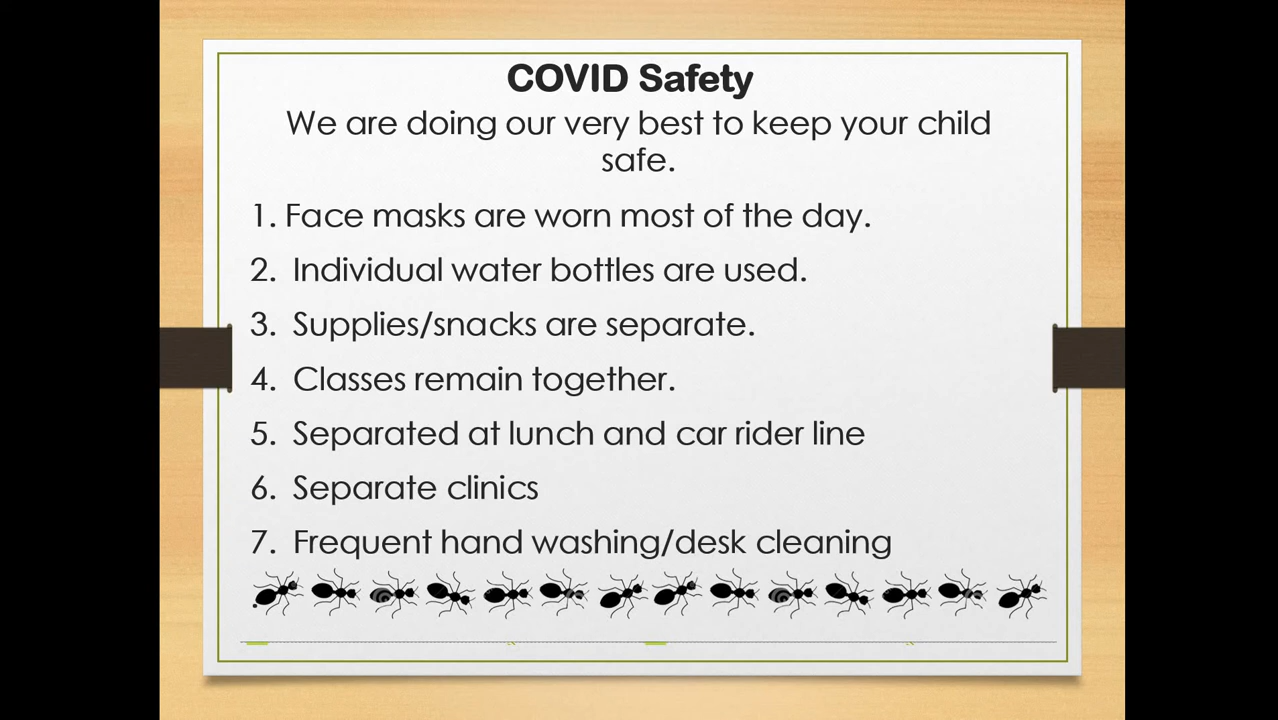 COVID Safety
We are doing our very best to keep your child
safe.
1. Face masks are worn most of the day.
2. Individual water bottles are used.
3. Supplies/snacks are separate.
4. Classes remain together.
5. Separated at lunch and car rider line
6. Separate clinics
7. Frequent hand washing/desk cleaning
.